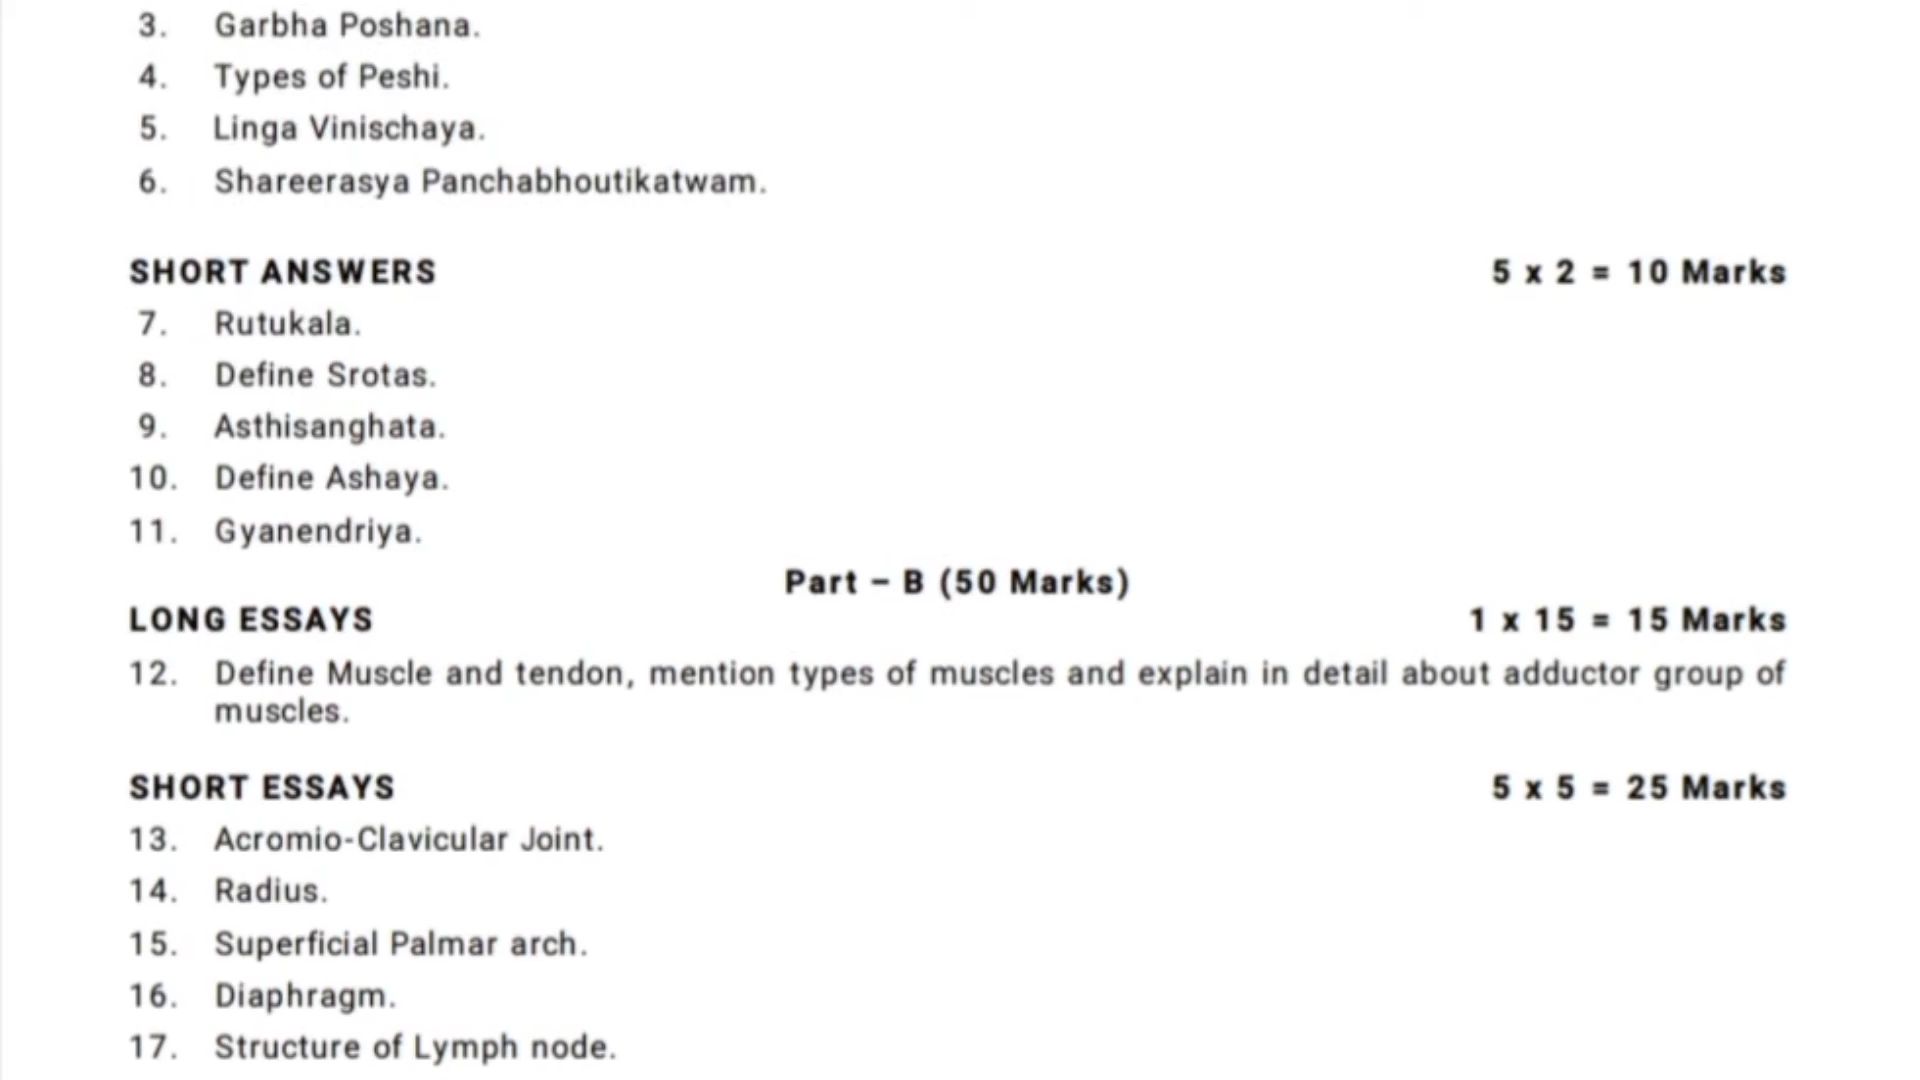 3. Garbha Poshana.
4. Types of Peshi.
5. Linga Vinischaya.
6. Shareerasya Panchabhoutikatwam.
SHORT ANSWERS 5 x 2 = 10 Marks
7. Rutukala.
8. Define Srotas.
9. Asthisanghata.
10. Define Ashaya.
11. Gyanendriya.
Part – B (50 Marks)
LONG ESSAYS 1 x 15 = 15 Marks
12. Define Muscle and tendon, mention types of muscles and explain in detail about adductor group of
muscles.
SHORT ESSAYS 5 x 5 = 25 Marks
13. Acromio-Clavicular Joint.
14. Radius.
15. Superficial Palmar arch.
16. Diaphragm.
17. Structure of Lymph node.